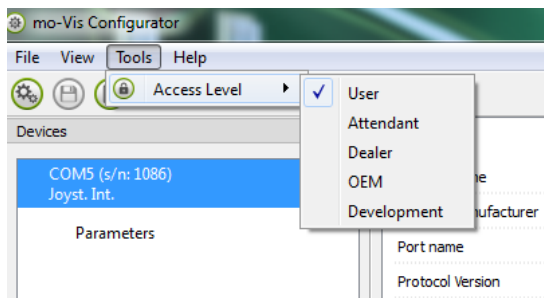 mo-Vis Configurator
File View Tools Help
Access Level
User
Attendant
Dealer
OEM
Development
Devices
COM5 (s/n: 1086)
Joyst. Int.
Parameters
Port name
Protocol Version